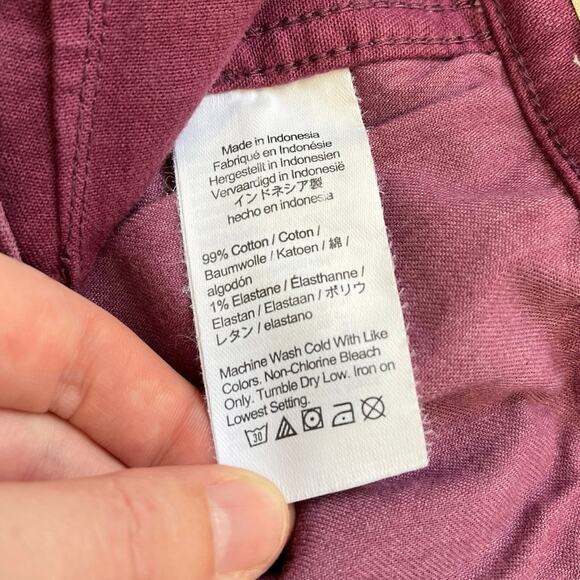 Made in Indonesia
Fabriqué en Indonésie
Hergestellt in Indonesien
Vervaardigd in Indonesië
インドネシア製
hecho en indonesia
99% Cotton / Coton /
Baumwolle / Katoen / 綿 /
algodón
1% Elastane / Élasthanne /
Elastan / Elastaan / ポリウ
レタン / elastano
Machine Wash Cold With Like
Colors. Non-Chlorine Bleach
Only. Tumble Dry Low. Iron on
Lowest Setting.
30